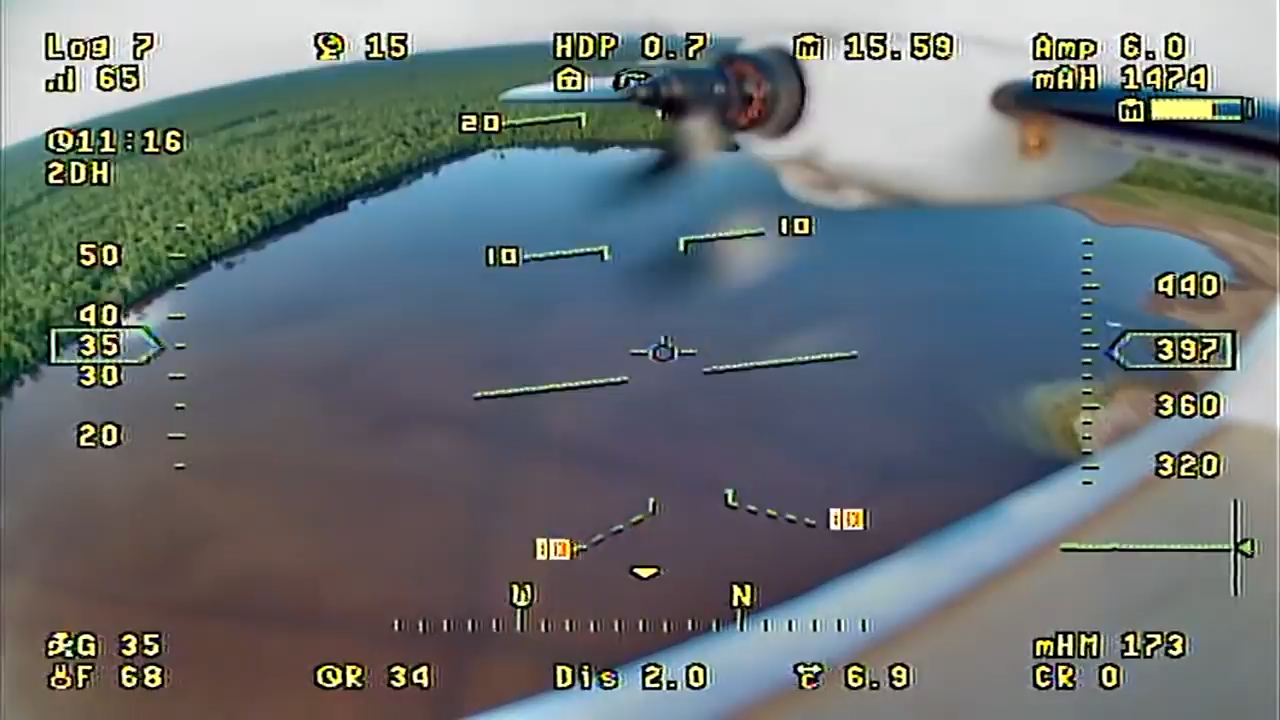 Log 7 15 HDP 0.7 15.59 Amp 6.0
65 mAH 1474
20
11:16
2DH
10 10
50 440
40
35 397
30
20 360
320
10 10
W N
G 35 mHM 173
F 68 R 34 Dis 2.0 6.9 CR 0